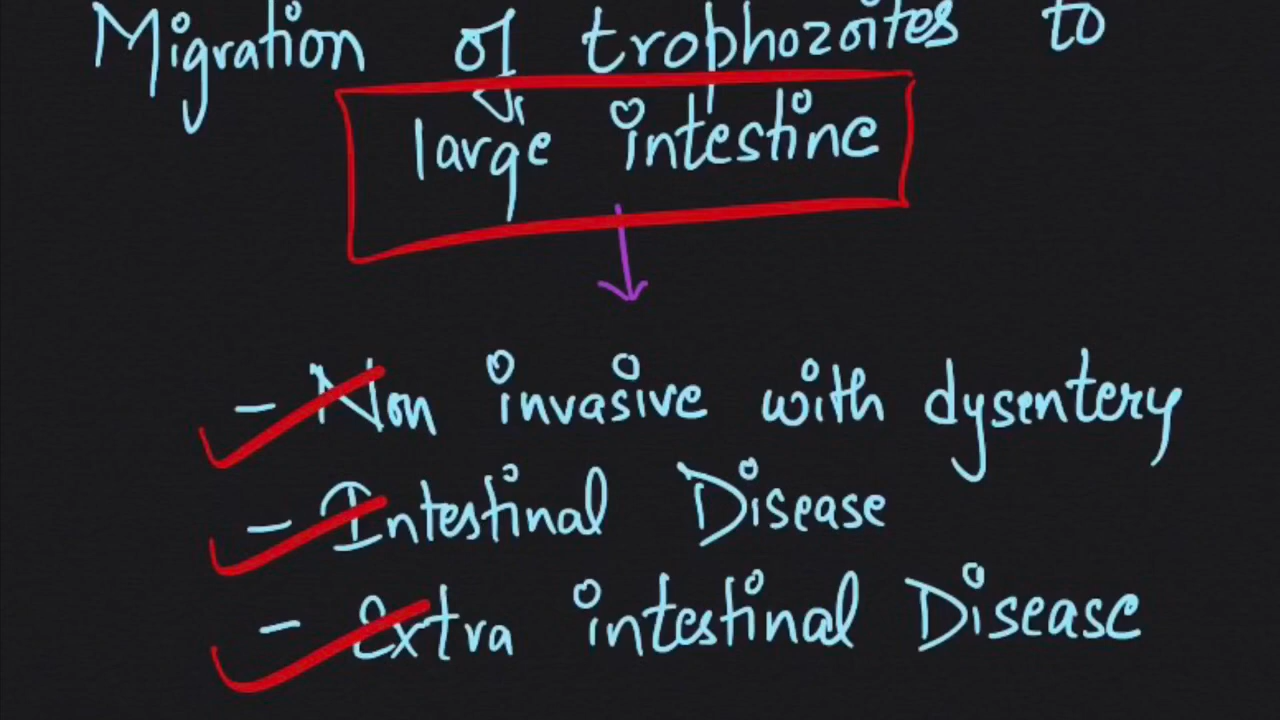 Migration of trophozoites to
large intestine
- Non invasive with dysentery
- Intestinal Disease
- Extra intestinal Disease